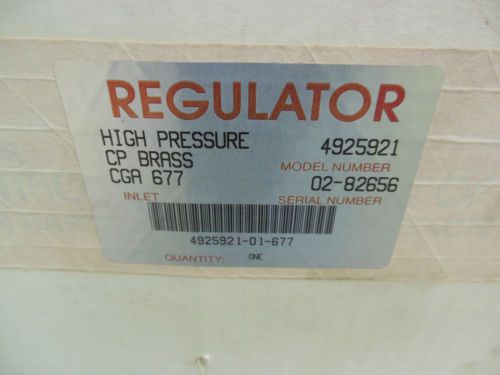 REGULATOR
HIGH PRESSURE 4925921
CP BRASS MODEL NUMBER
CGA 677 02-82656
INLET SERIAL NUMBER
4925921-01-677
QUANTITY: ONE